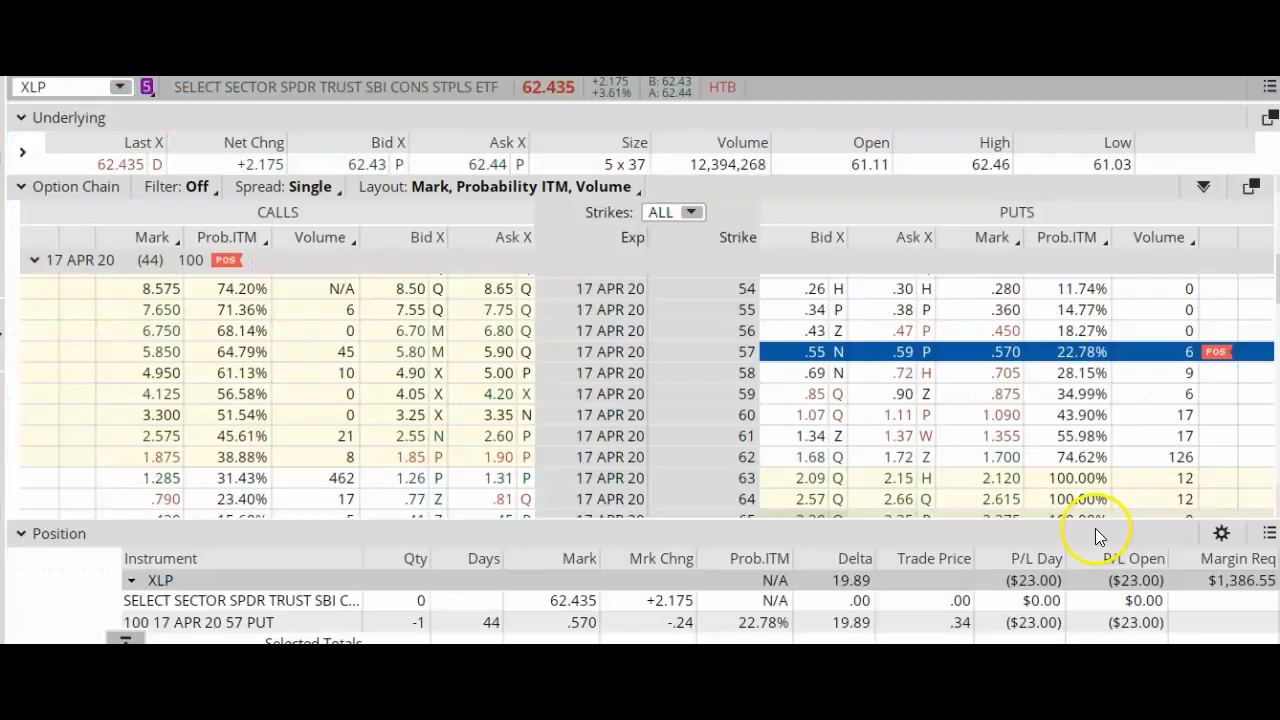 XLP 5 SELECT SECTOR SPDR TRUST SBI CONS STPLS ETF 62.435 +2.175 +3.61% B: 62.43 A: 62.44 HTB
Underlying
Last X Net Chng Bid X Ask X Size Volume Open High Low
62.435 D +2.175 62.43 P 62.44 P 5 x 37 12,394,268 61.11 62.46 61.03
Option Chain Filter: Off Spread: Single Layout: Mark, Probability ITM, Volume
CALLS Strikes: ALL PUTS
Mark Prob.ITM Volume Bid X Ask X Exp Strike Bid X Ask X Mark Prob.ITM Volume
17 APR 20 (44) 100 POS
8.575 74.20% N/A 8.50 Q 8.65 Q 17 APR 20 54 .26 H .30 H .280 11.74% 0
7.650 71.36% 6 7.55 Q 7.75 Q 17 APR 20 55 .34 P .38 P .360 14.77% 0
6.750 68.14% 0 6.70 M 6.80 Q 17 APR 20 56 .43 Z .47 P .450 18.27% 0
5.850 64.79% 45 5.80 M 5.90 Q 17 APR 20 57 .55 N .59 P .570 22.78% 6 POS
4.950 61.13% 10 4.90 X 5.00 P 17 APR 20 58 .69 N .72 H .705 28.15% 9
4.125 56.58% 0 4.05 X 4.20 X 17 APR 20 59 .85 Q .90 Z .875 34.99% 6
3.300 51.54% 0 3.25 X 3.35 N 17 APR 20 60 1.07 Q 1.11 P 1.090 43.90% 17
2.575 45.61% 21 2.55 N 2.60 P 17 APR 20 61 1.34 Z 1.37 W 1.355 55.98% 17
1.875 38.88% 8 1.85 P 1.90 P 17 APR 20 62 1.68 Q 1.72 Z 1.700 74.62% 126
1.285 31.43% 462 1.26 P 1.31 P 17 APR 20 63 2.09 Q 2.15 H 2.120 100.00% 12
.790 23.40% 17 .77 Z .81 Q 17 APR 20 64 2.57 Q 2.66 Q 2.615 100.00% 12
Position
Instrument Qty Days Mark Mrk Chng Prob.ITM Delta Trade Price P/L Day P/L Open Margin Req
XLP N/A 19.89 ($23.00) ($23.00) $1,386.55
SELECT SECTOR SPDR TRUST SBI C... 0 62.435 +2.175 N/A .00 .00 $0.00 $0.00
100 17 APR 20 57 PUT -1 44 .570 -.24 22.78% 19.89 .34 ($23.00) ($23.00)
Selected Totals